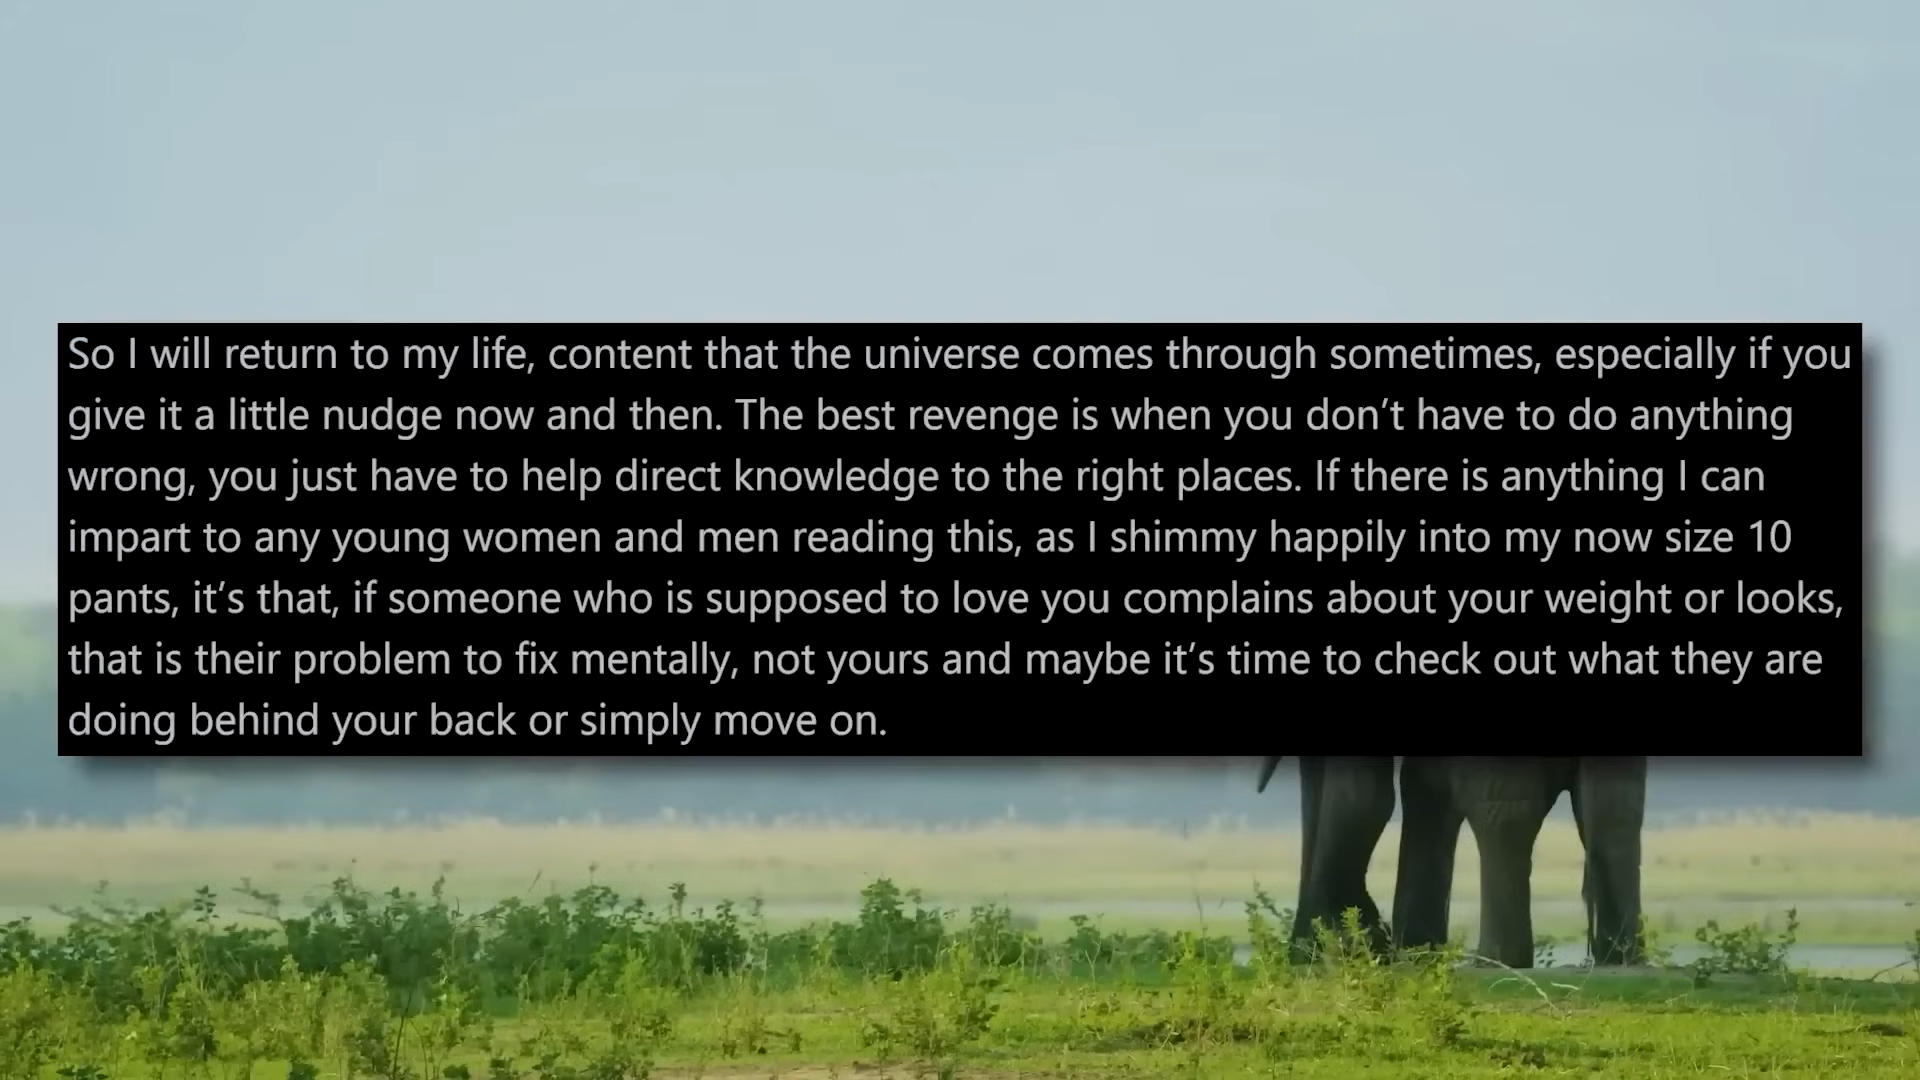 So I will return to my life, content that the universe comes through sometimes, especially if you
give it a little nudge now and then. The best revenge is when you don’t have to do anything
wrong, you just have to help direct knowledge to the right places. If there is anything I can
impart to any young women and men reading this, as I shimmy happily into my now size 10
pants, it’s that, if someone who is supposed to love you complains about your weight or looks,
that is their problem to fix mentally, not yours and maybe it’s time to check out what they are
doing behind your back or simply move on.